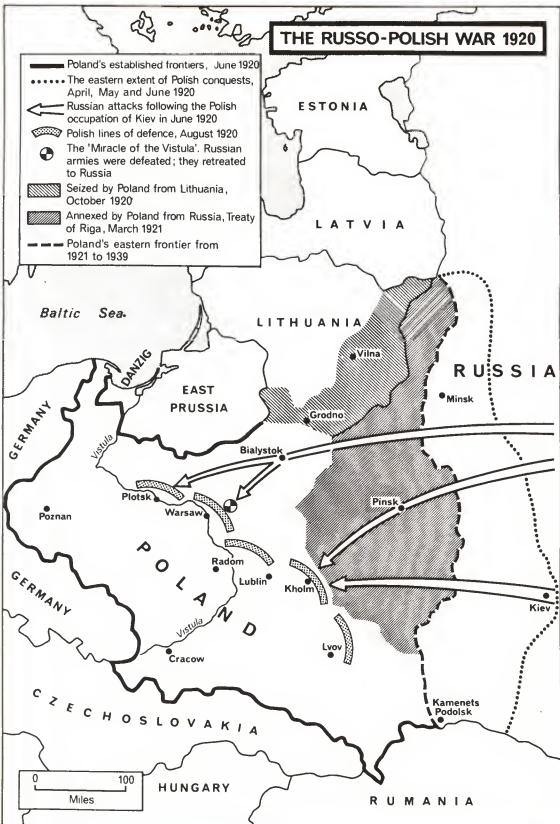 THE RUSSO-POLISH WAR 1920
Poland's established frontiers, June 1920
The eastern extent of Polish conquests,
April, May and June 1920
Russian attacks following the Polish
occupation of Kiev in June 1920
Polish lines of defence, August 1920
The 'Miracle of the Vistula'. Russian
armies were defeated; they retreated
to Russia
Seized by Poland from Lithuania,
October 1920
Annexed by Poland from Russia, Treaty
of Riga, March 1921
Poland's eastern frontier from
1921 to 1939
ESTONIA
LATVIA
Baltic Sea
LITHUANIA
Vilna
RUSSIA
DANZIG
EAST
PRUSSIA
Minsk
Grodno
GERMANY
Vistula
Bialystok
Plotsk
Warsaw
Pinsk
Poznan
POLAND
Radom
Lublin
Kholm
Kiev
GERMANY
Vistula
Cracow
Lvov
CZECHOSLOVAKIA
Kamenets
Podolsk
0 100
Miles
HUNGARY
RUMANIA